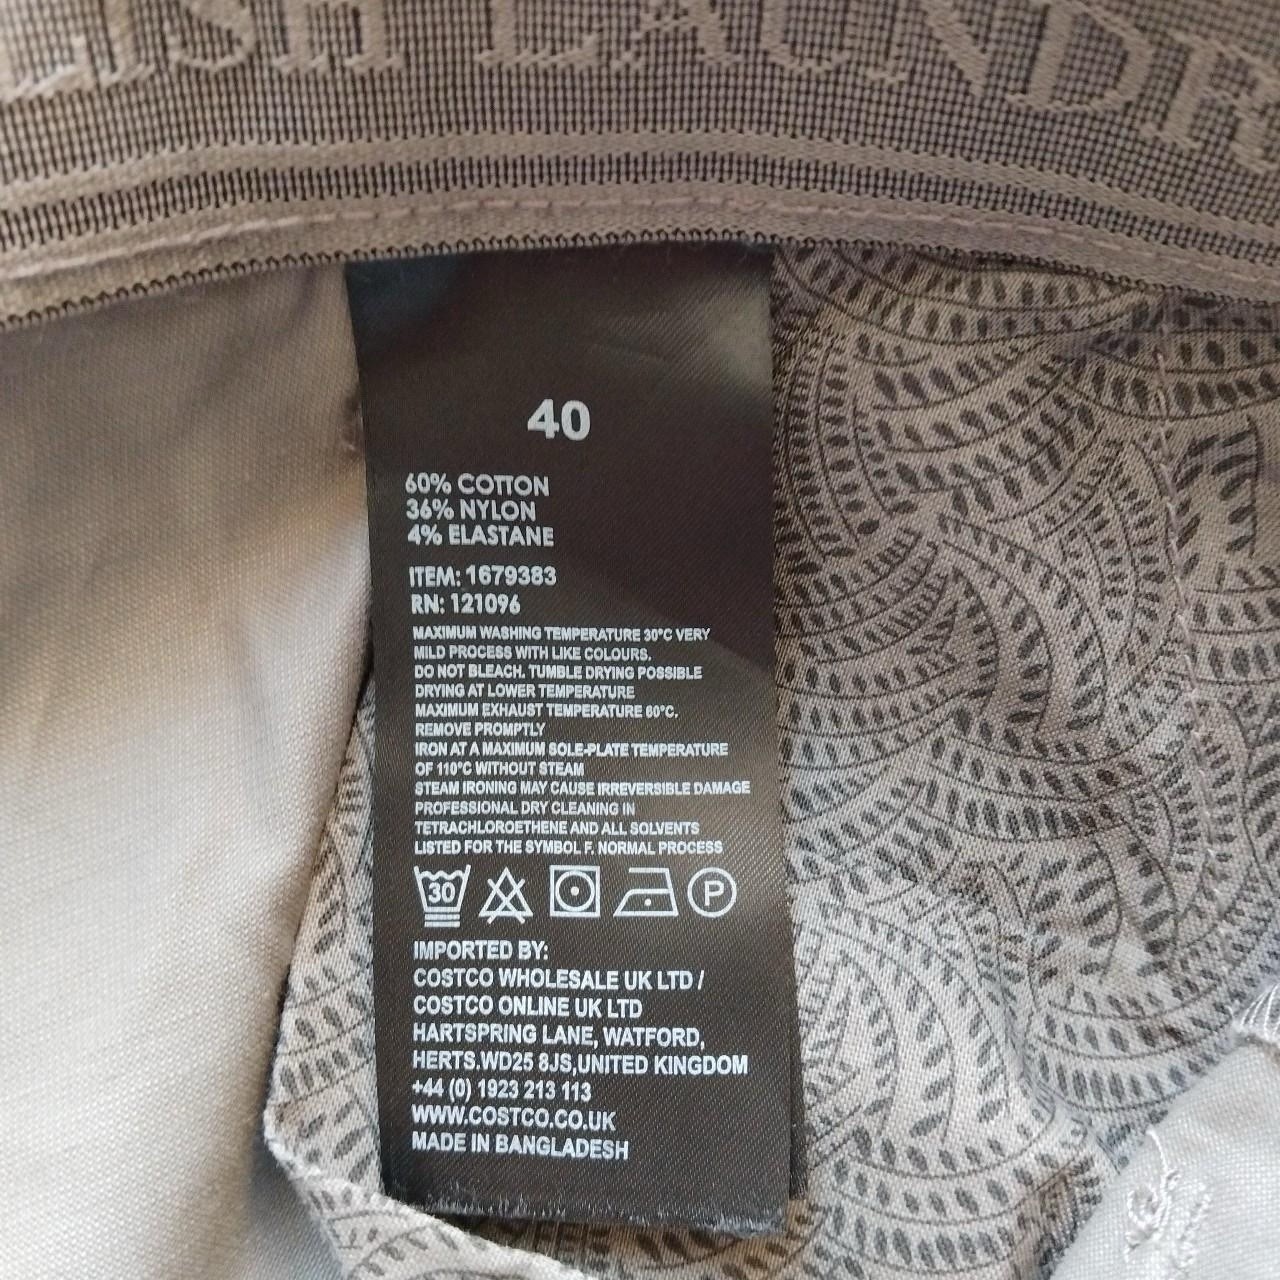 LISH LAUNDR
40
60% COTTON
36% NYLON
4% ELASTANE
ITEM: 1679383
RN: 121096
MAXIMUM WASHING TEMPERATURE 30°C VERY
MILD PROCESS WITH LIKE COLOURS.
DO NOT BLEACH. TUMBLE DRYING POSSIBLE
DRYING AT LOWER TEMPERATURE
MAXIMUM EXHAUST TEMPERATURE 60°C.
REMOVE PROMPTLY
IRON AT A MAXIMUM SOLE-PLATE TEMPERATURE
OF 110°C WITHOUT STEAM
STEAM IRONING MAY CAUSE IRREVERSIBLE DAMAGE
PROFESSIONAL DRY CLEANING IN
TETRACHLOROETHENE AND ALL SOLVENTS
LISTED FOR THE SYMBOL F. NORMAL PROCESS
30 P
IMPORTED BY:
COSTCO WHOLESALE UK LTD /
COSTCO ONLINE UK LTD
HARTSPRING LANE, WATFORD,
HERTS.WD25 8JS,UNITED KINGDOM
+44 (0) 1923 213 113
WWW.COSTCO.CO.UK
MADE IN BANGLADESH